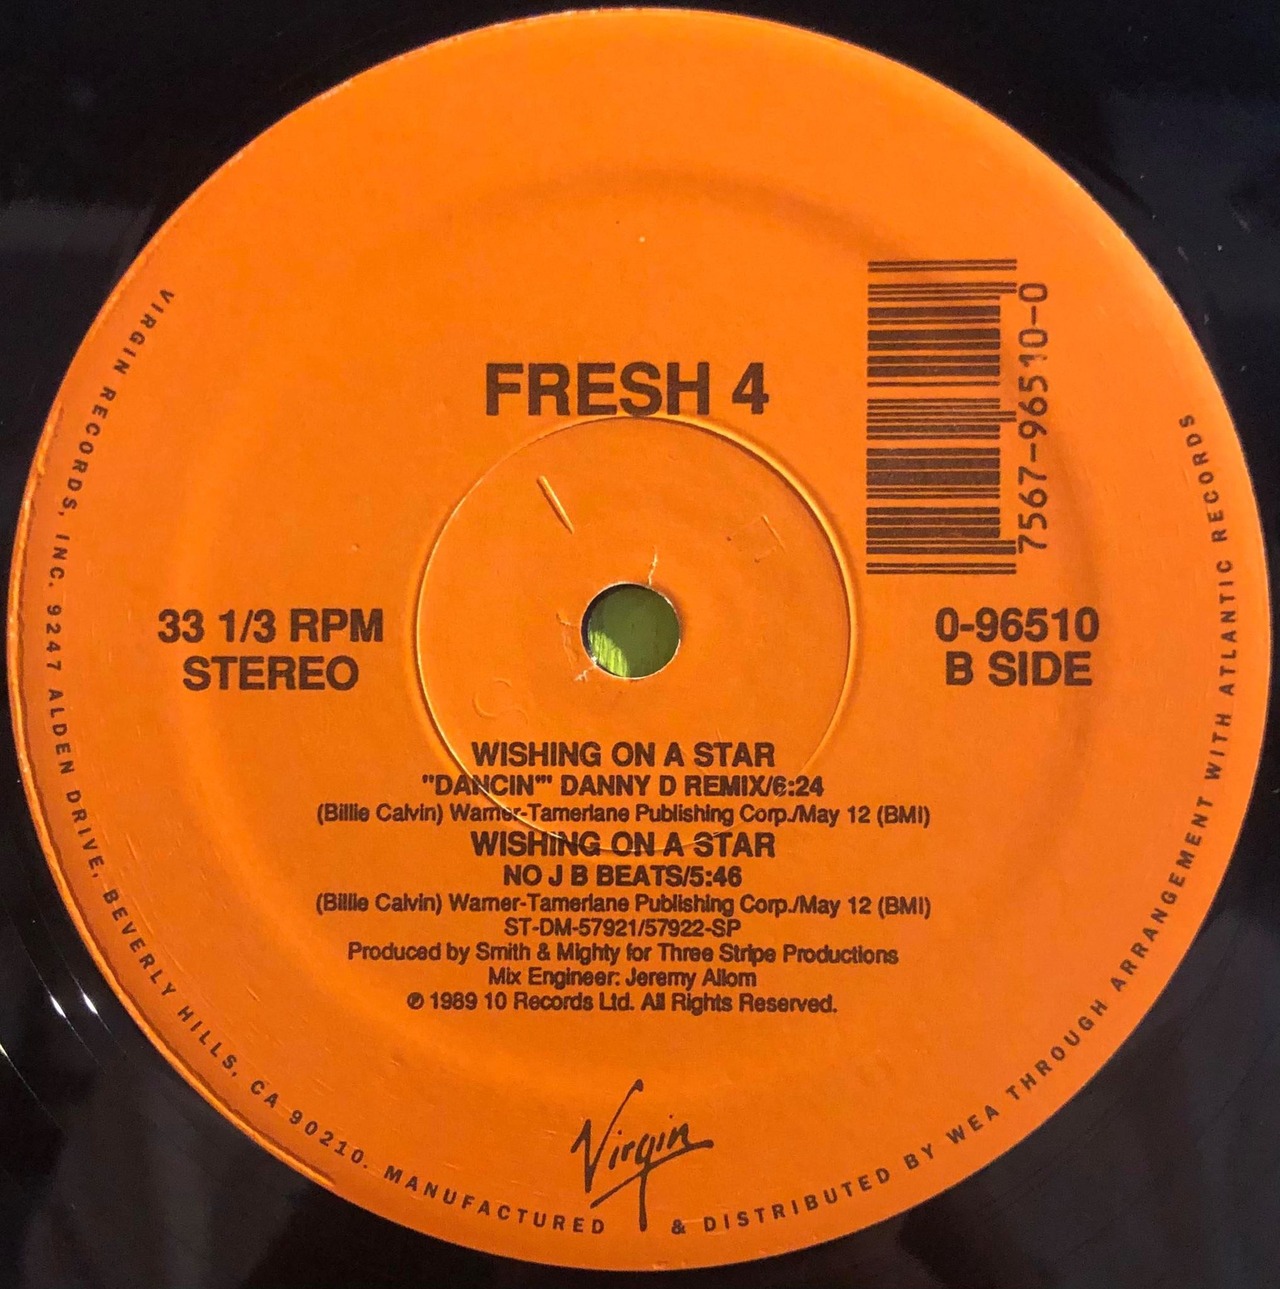 FRESH 4
7567-96510-0
33 1/3 RPM
STEREO
0-96510
B SIDE
WISHING ON A STAR
"DANCIN'" DANNY D REMIX/6:24
(Billie Calvin) Warner-Tamerlane Publishing Corp./May 12 (BMI)
WISHING ON A STAR
NO J B BEATS/5:46
(Billie Calvin) Warner-Tamerlane Publishing Corp./May 12 (BMI)
ST-DM-57921/57922-SP
Produced by Smith & Mighty for Three Stripe Productions
Mix Engineer: Jeremy Allom
℗ 1989 10 Records Ltd. All Rights Reserved.
Virgin
VIRGIN RECORDS, INC. 9247 ALDEN DRIVE, BEVERLY HILLS, CA 90210. MANUFACTURED & DISTRIBUTED BY WEA THROUGH ARRANGEMENT WITH ATLANTIC RECORDS